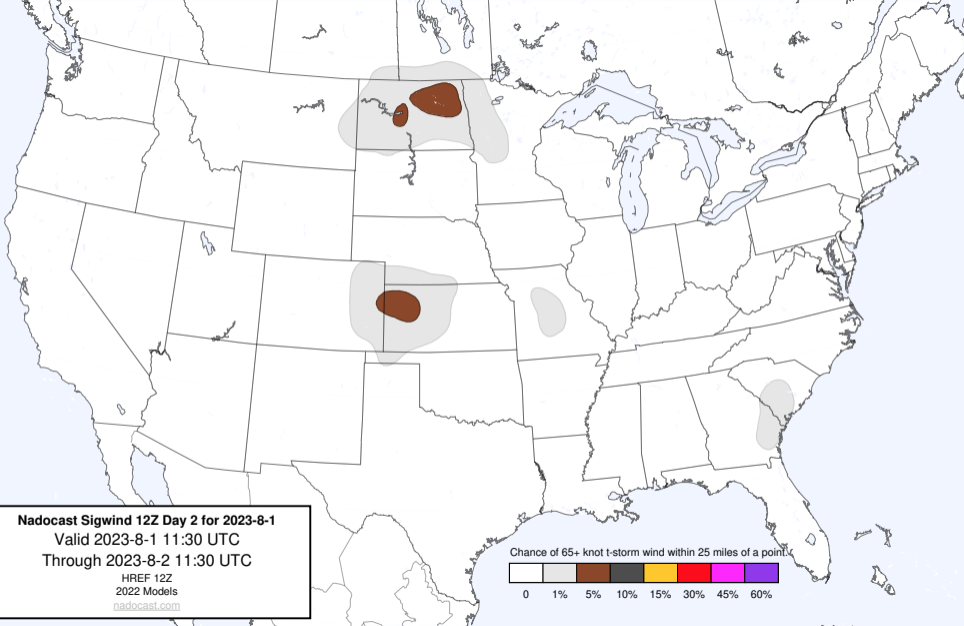 Nadocast Sigwind 12Z Day 2 for 2023-8-1
Valid 2023-8-1 11:30 UTC
Through 2023-8-2 11:30 UTC
HREF 12Z
2022 Models
nadocast.com
Chance of 65+ knot t-storm wind within 25 miles of a point.
0 1% 5% 10% 15% 30% 45% 60%